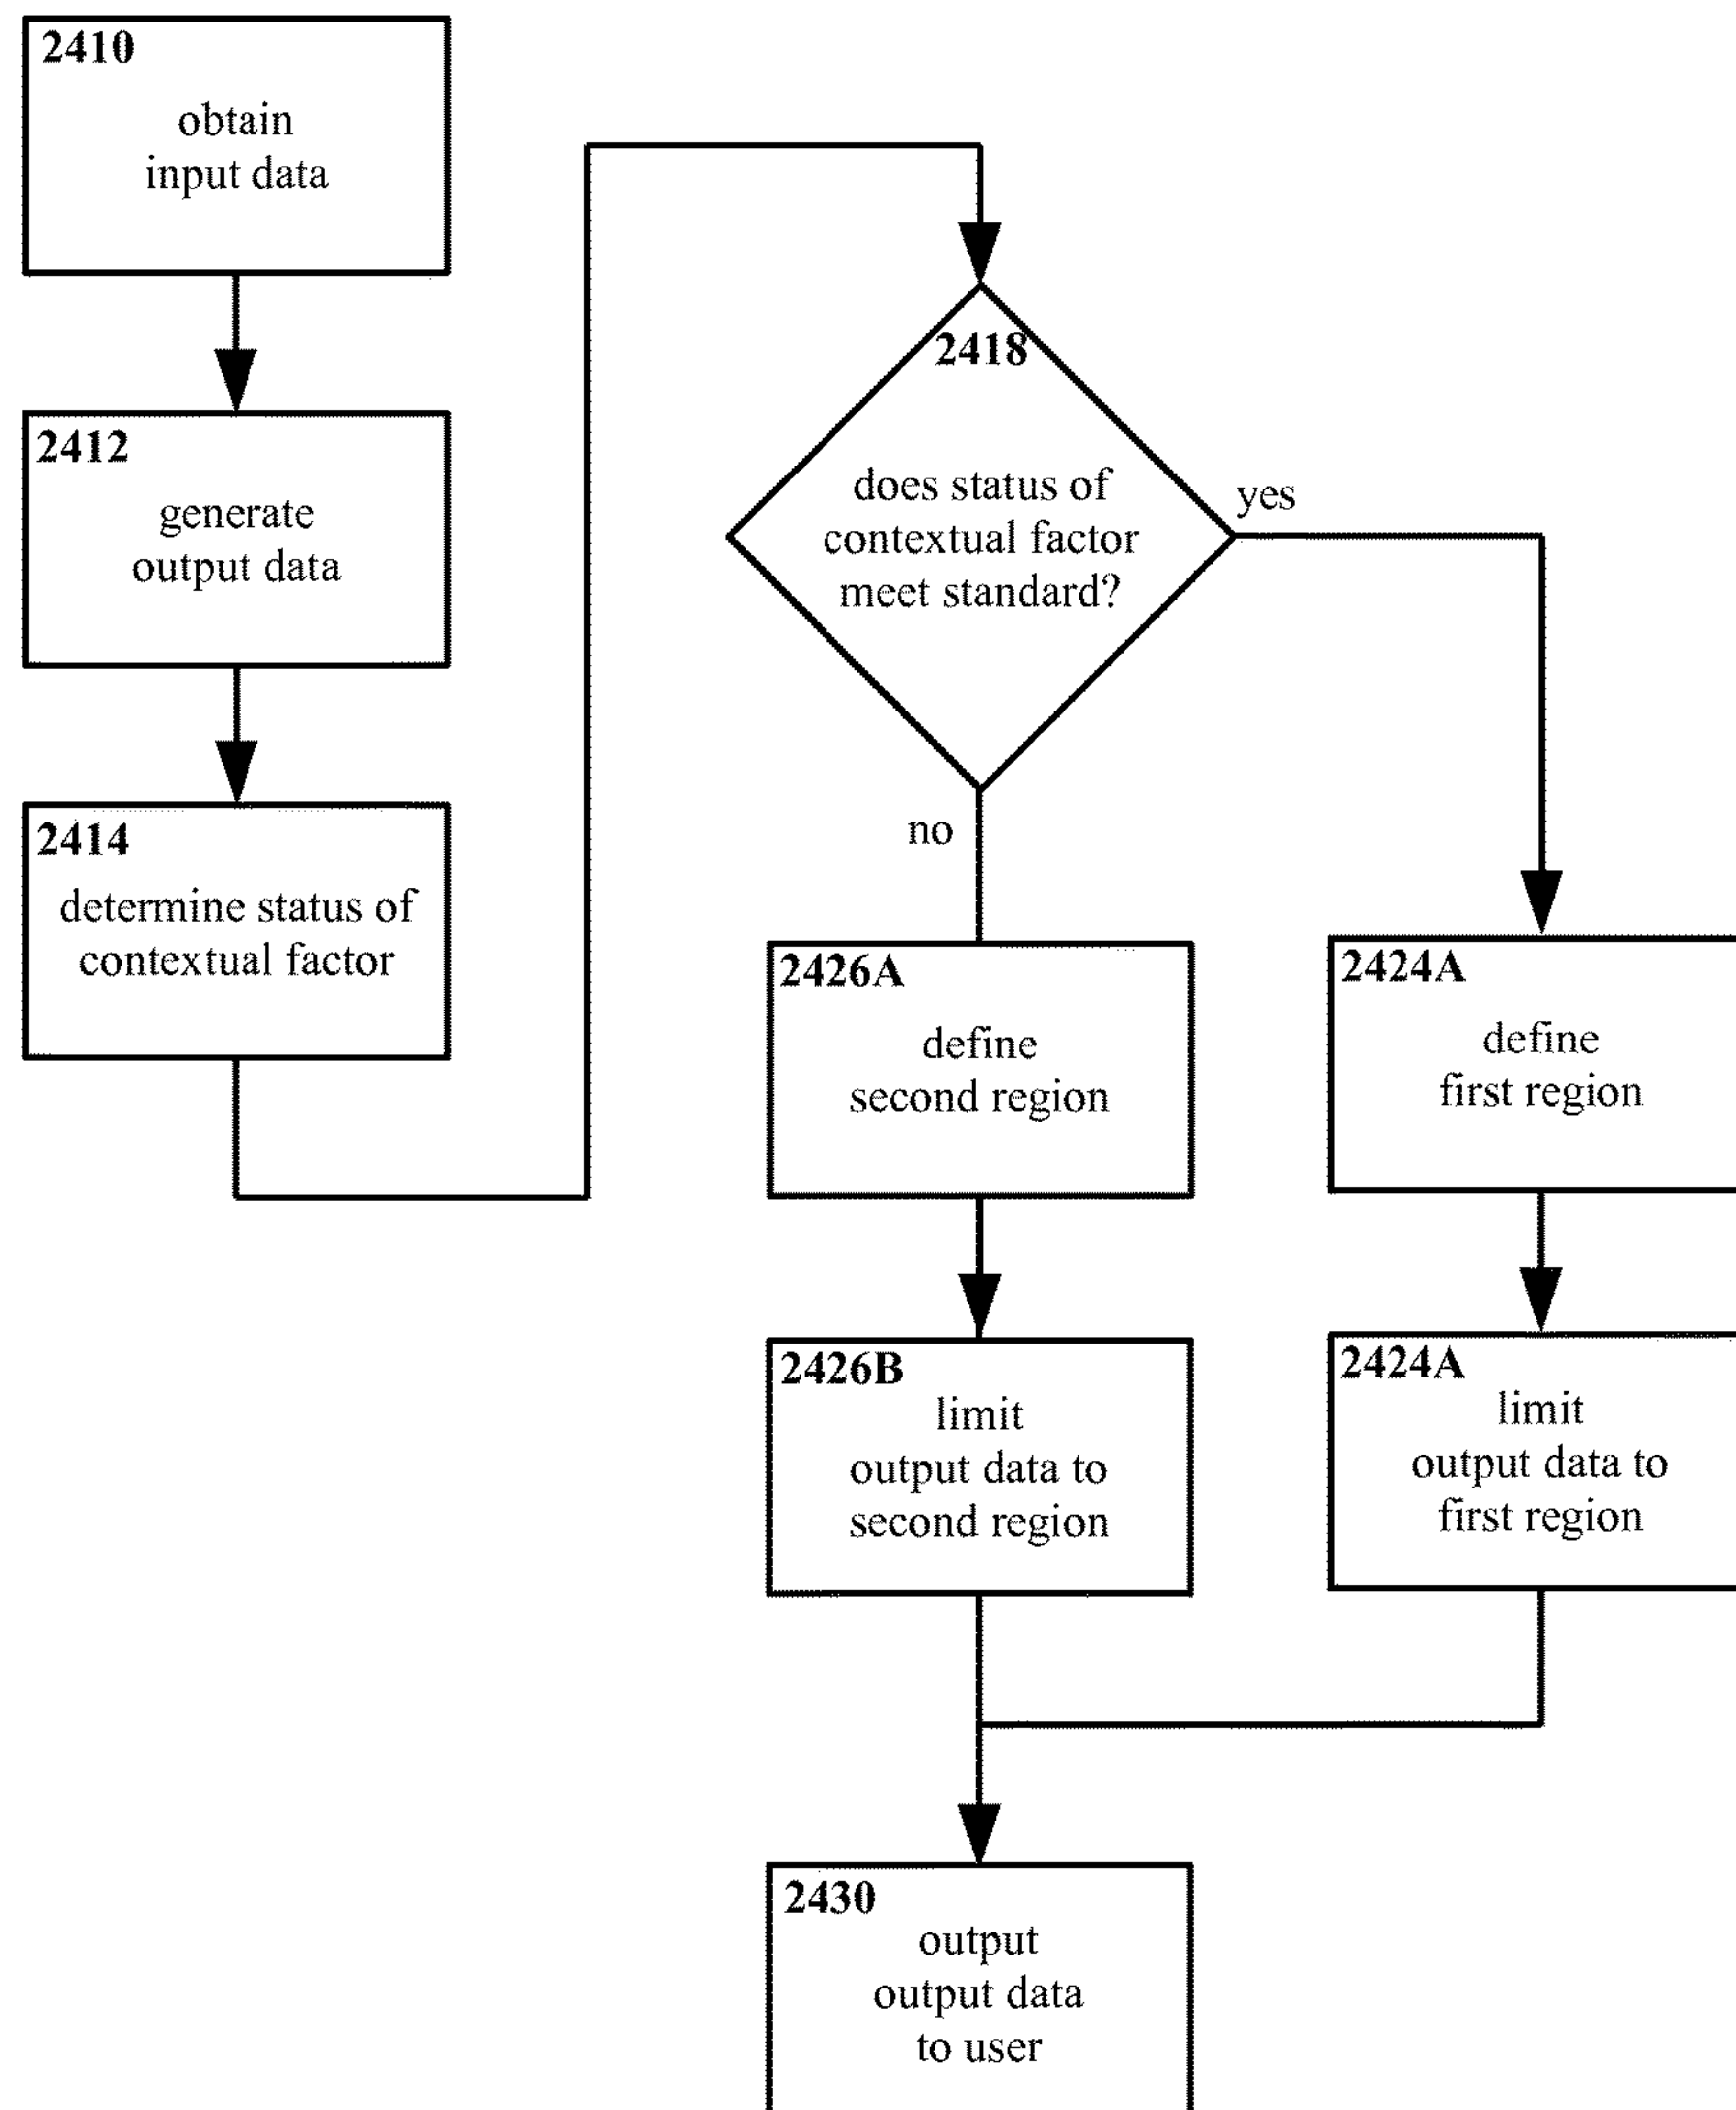 2410
obtain
input data
2412
generate
output data
2414
determine status of
contextual factor
2418
does status of
contextual factor
meet standard?
yes
no
2426A
define
second region
2424A
define
first region
2426B
limit
output data to
second region
2424A
limit
output data to
first region
2430
output
output data
to user